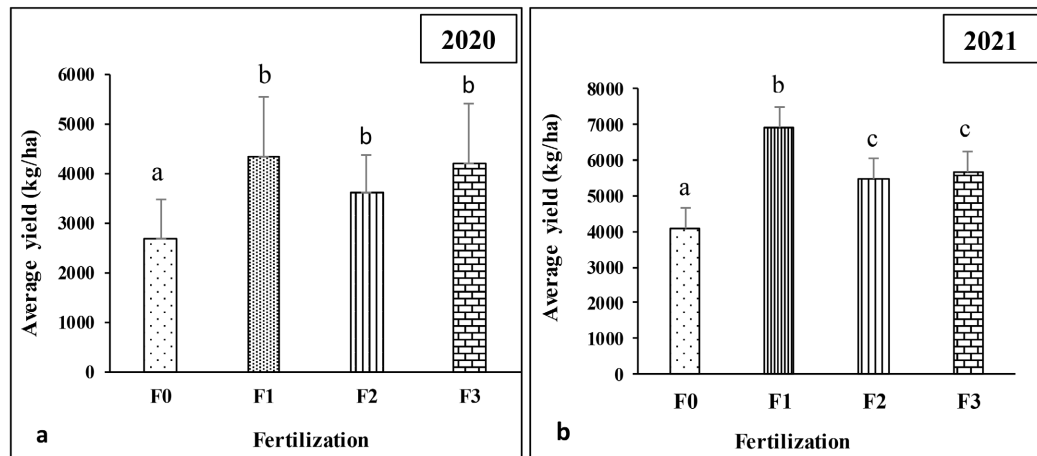 2020
Average yield (kg/ha)
6000
5000
4000
3000
2000
1000
0
a
b
b
b
F0 F1 F2 F3
Fertilization
a
2021
Average yield (kg/ha)
8000
7000
6000
5000
4000
3000
2000
1000
0
a
b
c
c
F0 F1 F2 F3
Fertilization
b